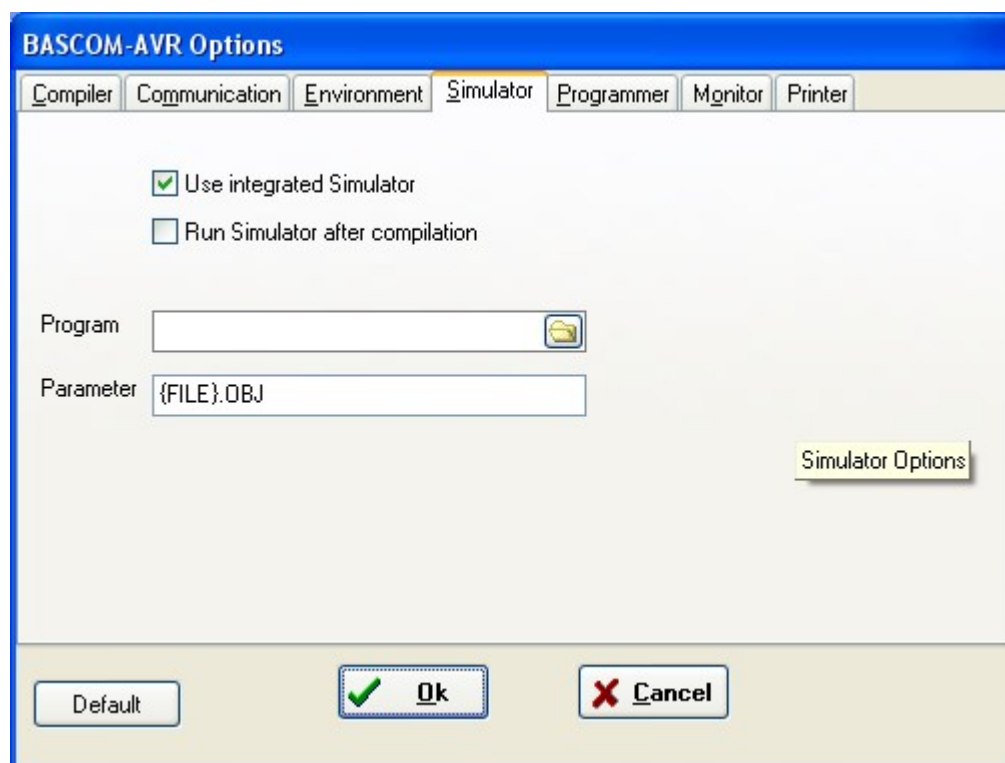 BASCOM-AVR Options
Compiler Communication Environment Simulator Programmer Monitor Printer
Use integrated Simulator
Run Simulator after compilation
Program
Parameter {FILE}.OBJ
Simulator Options
Default Ok Cancel